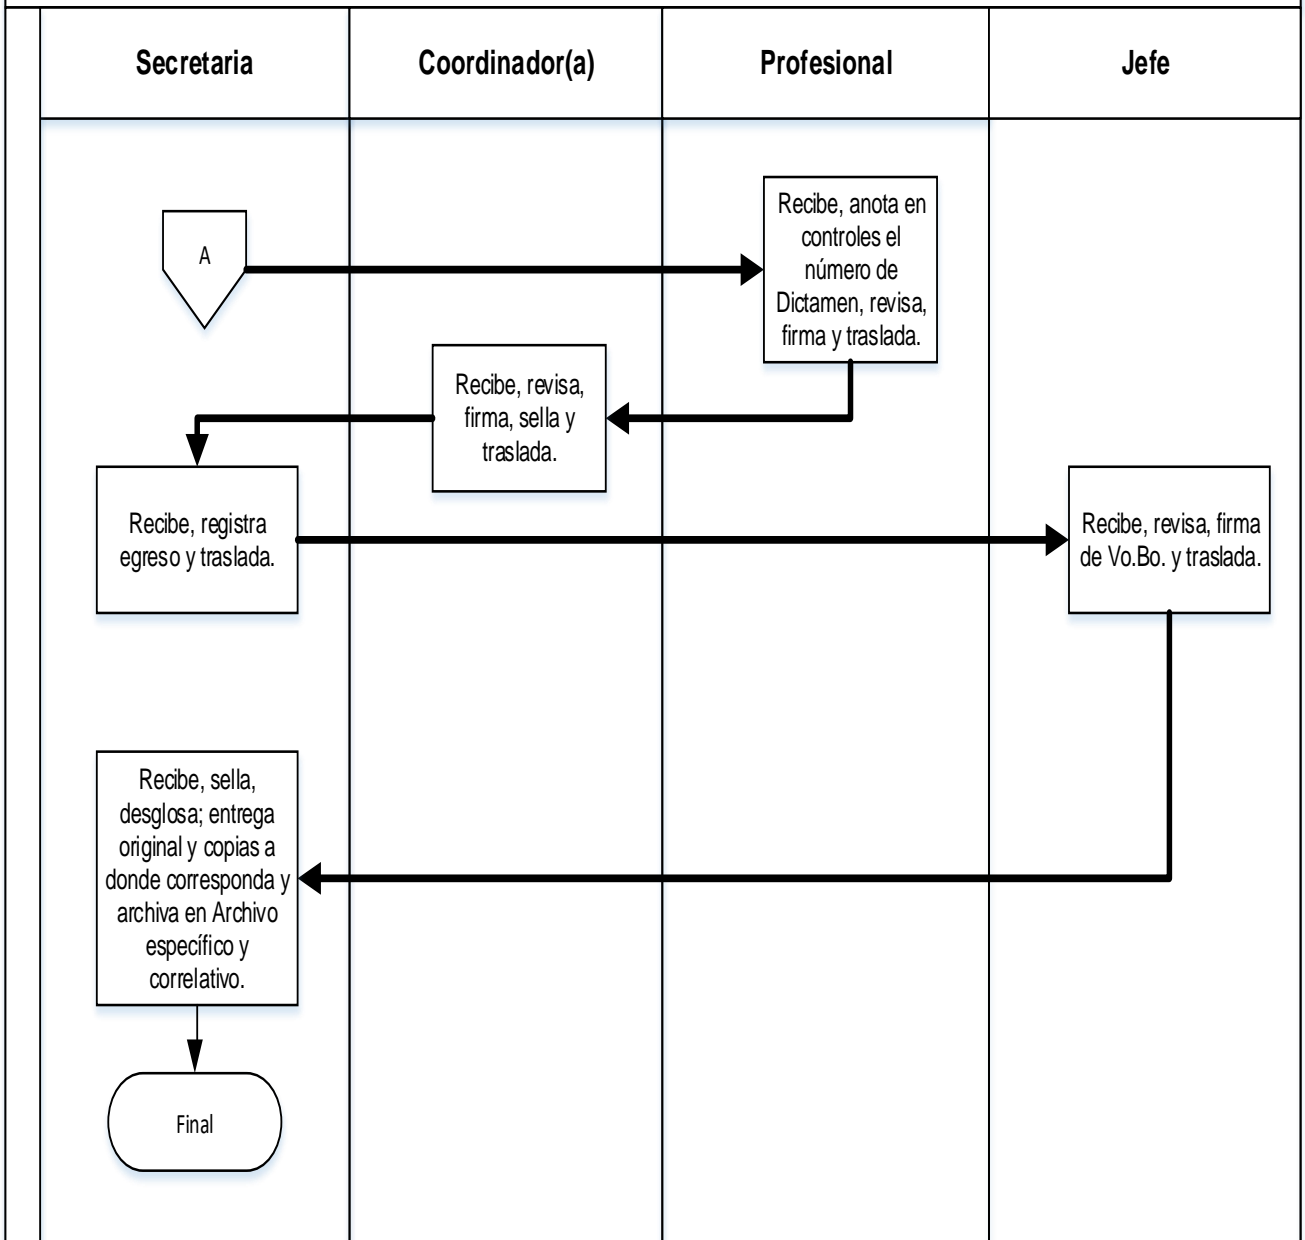 Secretaria
Coordinador(a)
Profesional
Jefe
A
Recibe, anota en
controles el
número de
Dictamen, revisa,
firma y traslada.
Recibe, revisa,
firma, sella y
traslada.
Recibe, registra
egreso y traslada.
Recibe, revisa, firma
de Vo.Bo. y traslada.
Recibe, sella,
desglosa; entrega
original y copias a
donde corresponda y
archiva en Archivo
específico y
correlativo.
Final